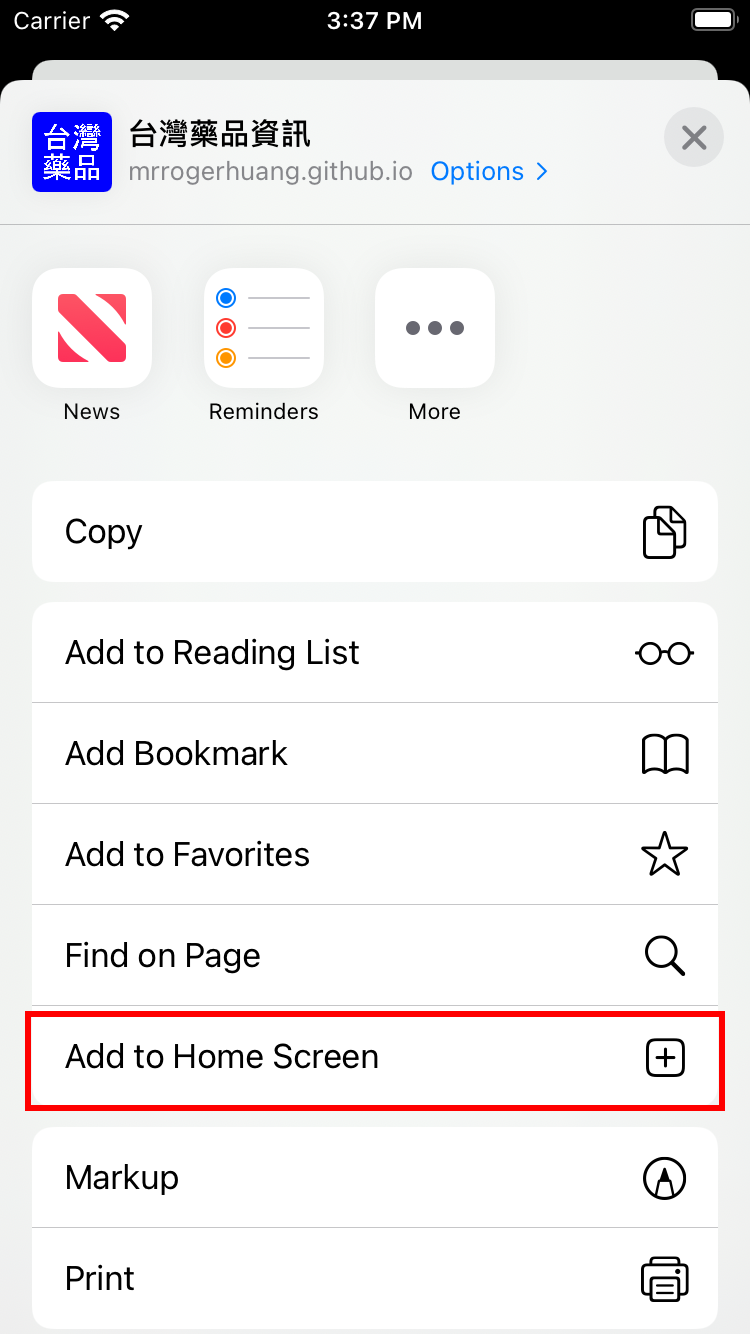 Carrier 3:37 PM
台灣
藥品
台灣藥品資訊
mrrogerhuang.github.io Options
News Reminders More
Copy
Add to Reading List
Add Bookmark
Add to Favorites
Find on Page
Add to Home Screen
Markup
Print